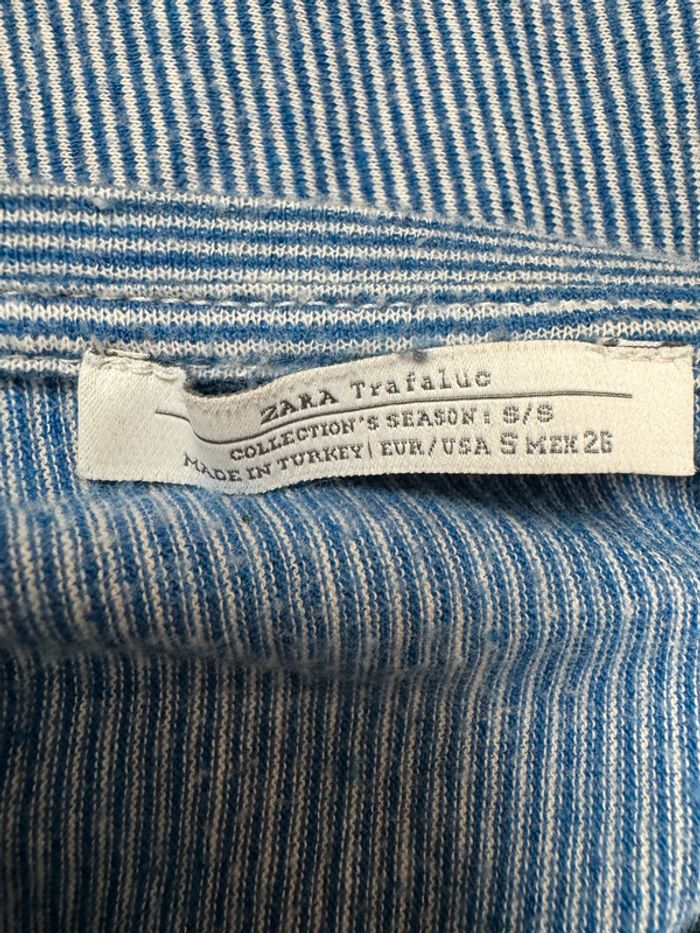 ZARA Trafaluc
COLLECTION'S SEASON: S/S
MADE IN TURKEY| EUR/USA S MEX 26